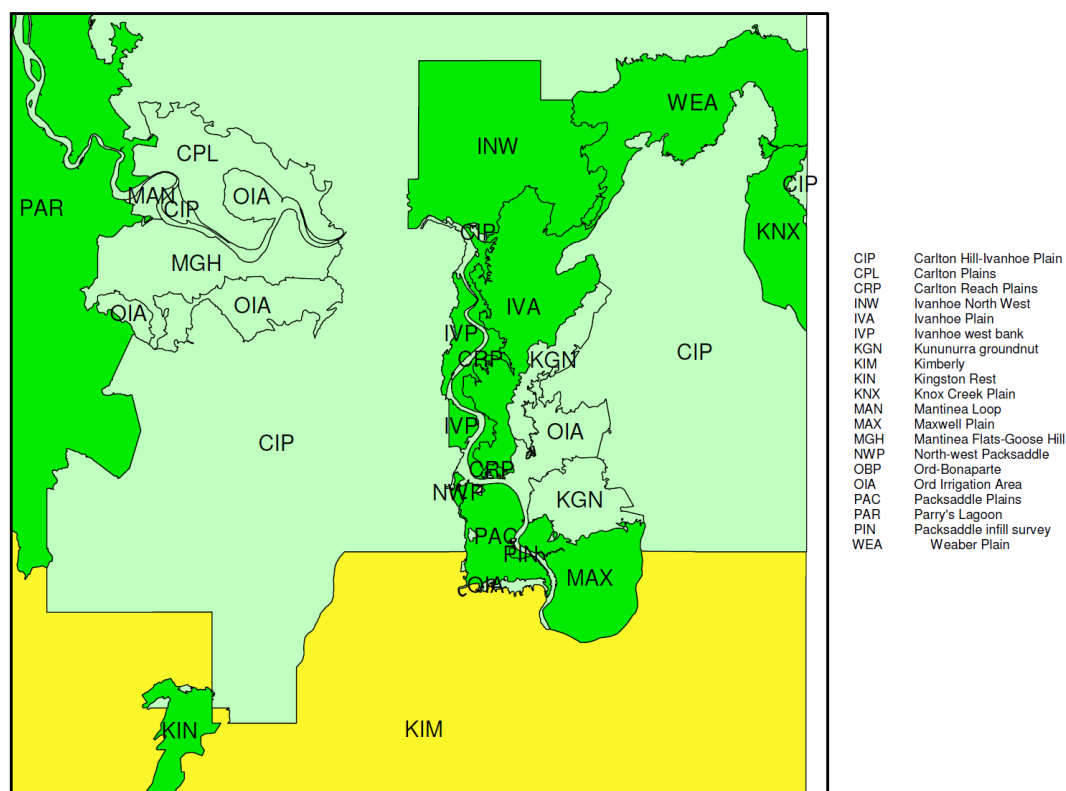 WEA
INW
CPL
CIP
MAN
OIA
CIP
PAR
CIP
KNX
MGH
OIA
IVA
OIA
IVP
CIP
CRP
KGN
IVP
OIA
CIP
CRP
NWP
KGN
PAC
PIN
MAX
OIA
KIM
KIN
CIP Carlton Hill-Ivanhoe Plain
CPL Carlton Plains
CRP Carlton Reach Plains
INW Ivanhoe North West
IVA Ivanhoe Plain
IVP Ivanhoe west bank
KGN Kununurra groundnut
KIM Kimberly
KIN Kingston Rest
KNX Knox Creek Plain
MAN Mantinea Loop
MAX Maxwell Plain
MGH Mantinea Flats-Goose Hill
NWP North-west Packsaddle
OBP Ord-Bonaparte
OIA Ord Irrigation Area
PAC Packsaddle Plains
PAR Parry's Lagoon
PIN Packsaddle infill survey
WEA Weaber Plain